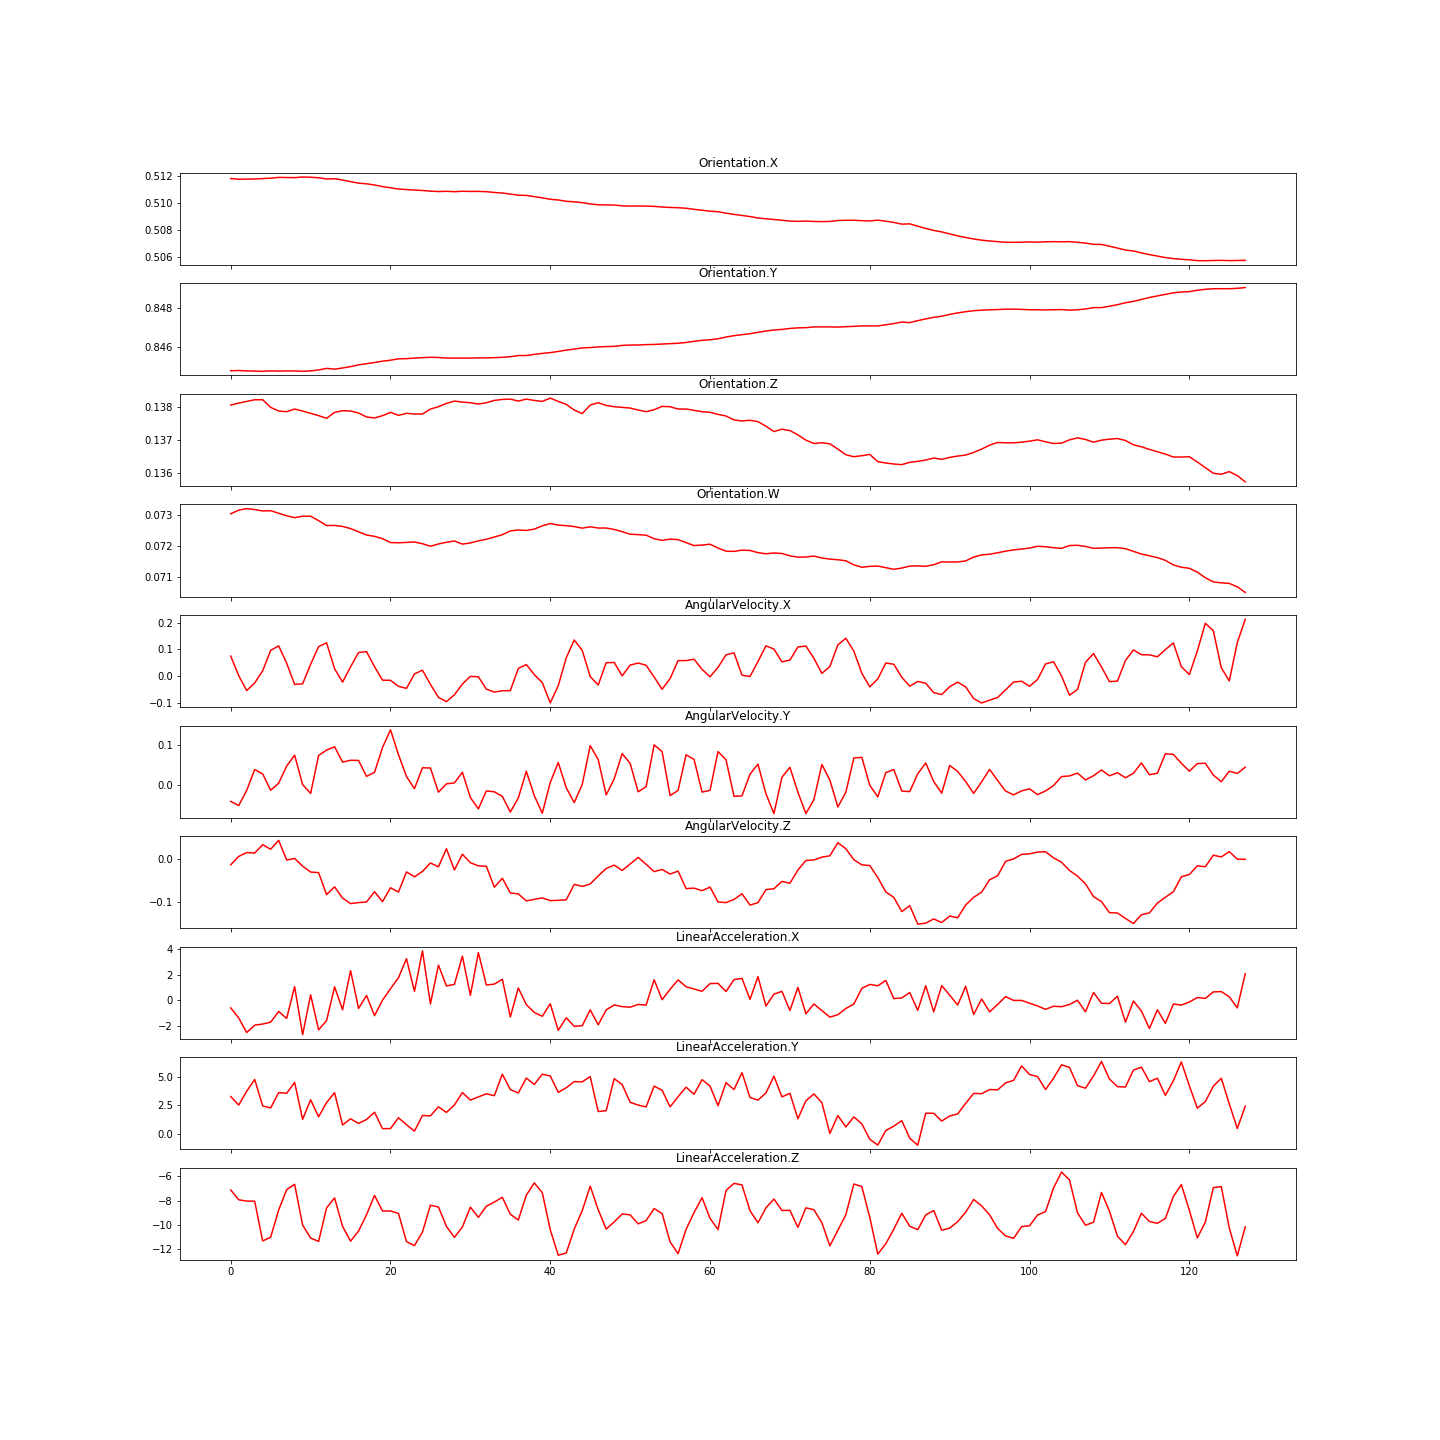 Orientation.X
0.512
0.510
0.508
0.506
Orientation.Y
0.848
0.846
Orientation.Z
0.138
0.137
0.136
Orientation.W
0.073
0.072
0.071
AngularVelocity.X
0.2
0.1
0.0
−0.1
AngularVelocity.Y
0.1
0.0
AngularVelocity.Z
0.0
−0.1
LinearAcceleration.X
4
2
0
−2
LinearAcceleration.Y
5.0
2.5
0.0
LinearAcceleration.Z
−6
−8
−10
−12
0 20 40 60 80 100 120